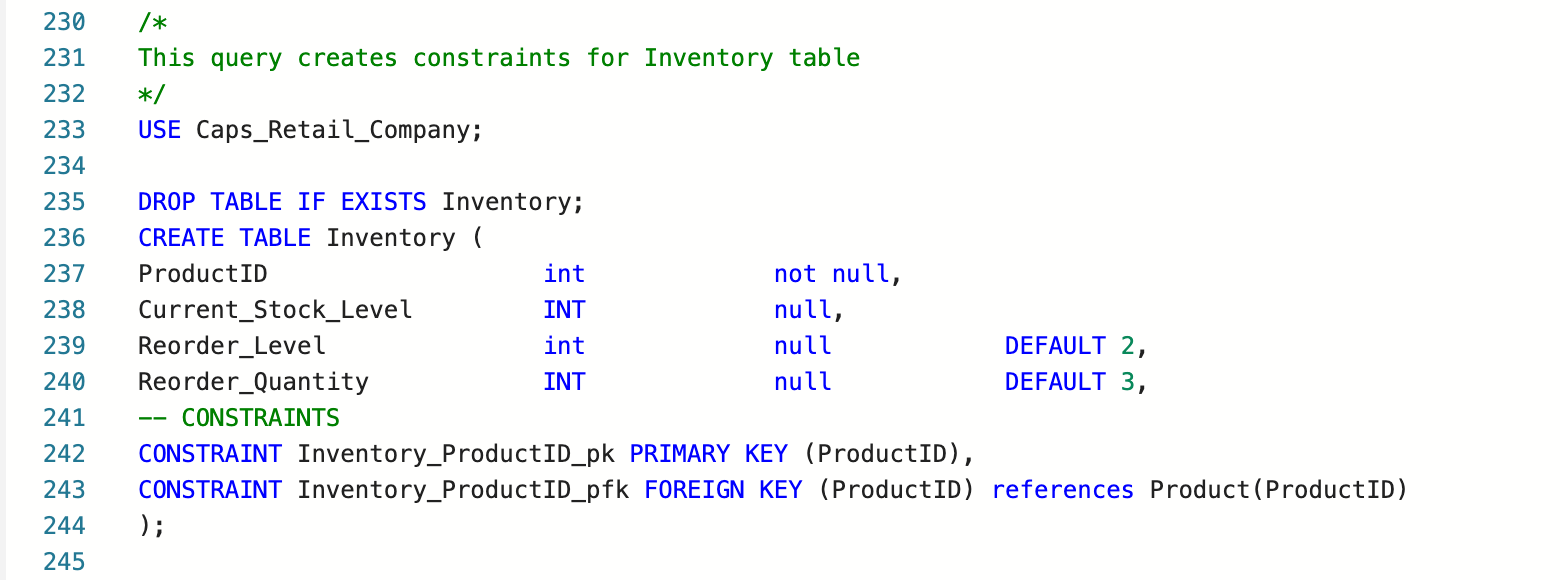 230 /*
231 This query creates constraints for Inventory table
232 */
233 USE Caps_Retail_Company;
234
235 DROP TABLE IF EXISTS Inventory;
236 CREATE TABLE Inventory (
237 ProductID int not null,
238 Current_Stock_Level INT null,
239 Reorder_Level int null DEFAULT 2,
240 Reorder_Quantity INT null DEFAULT 3,
241 -- CONSTRAINTS
242 CONSTRAINT Inventory_ProductID_pk PRIMARY KEY (ProductID),
243 CONSTRAINT Inventory_ProductID_pfk FOREIGN KEY (ProductID) references Product(ProductID)
244 );
245